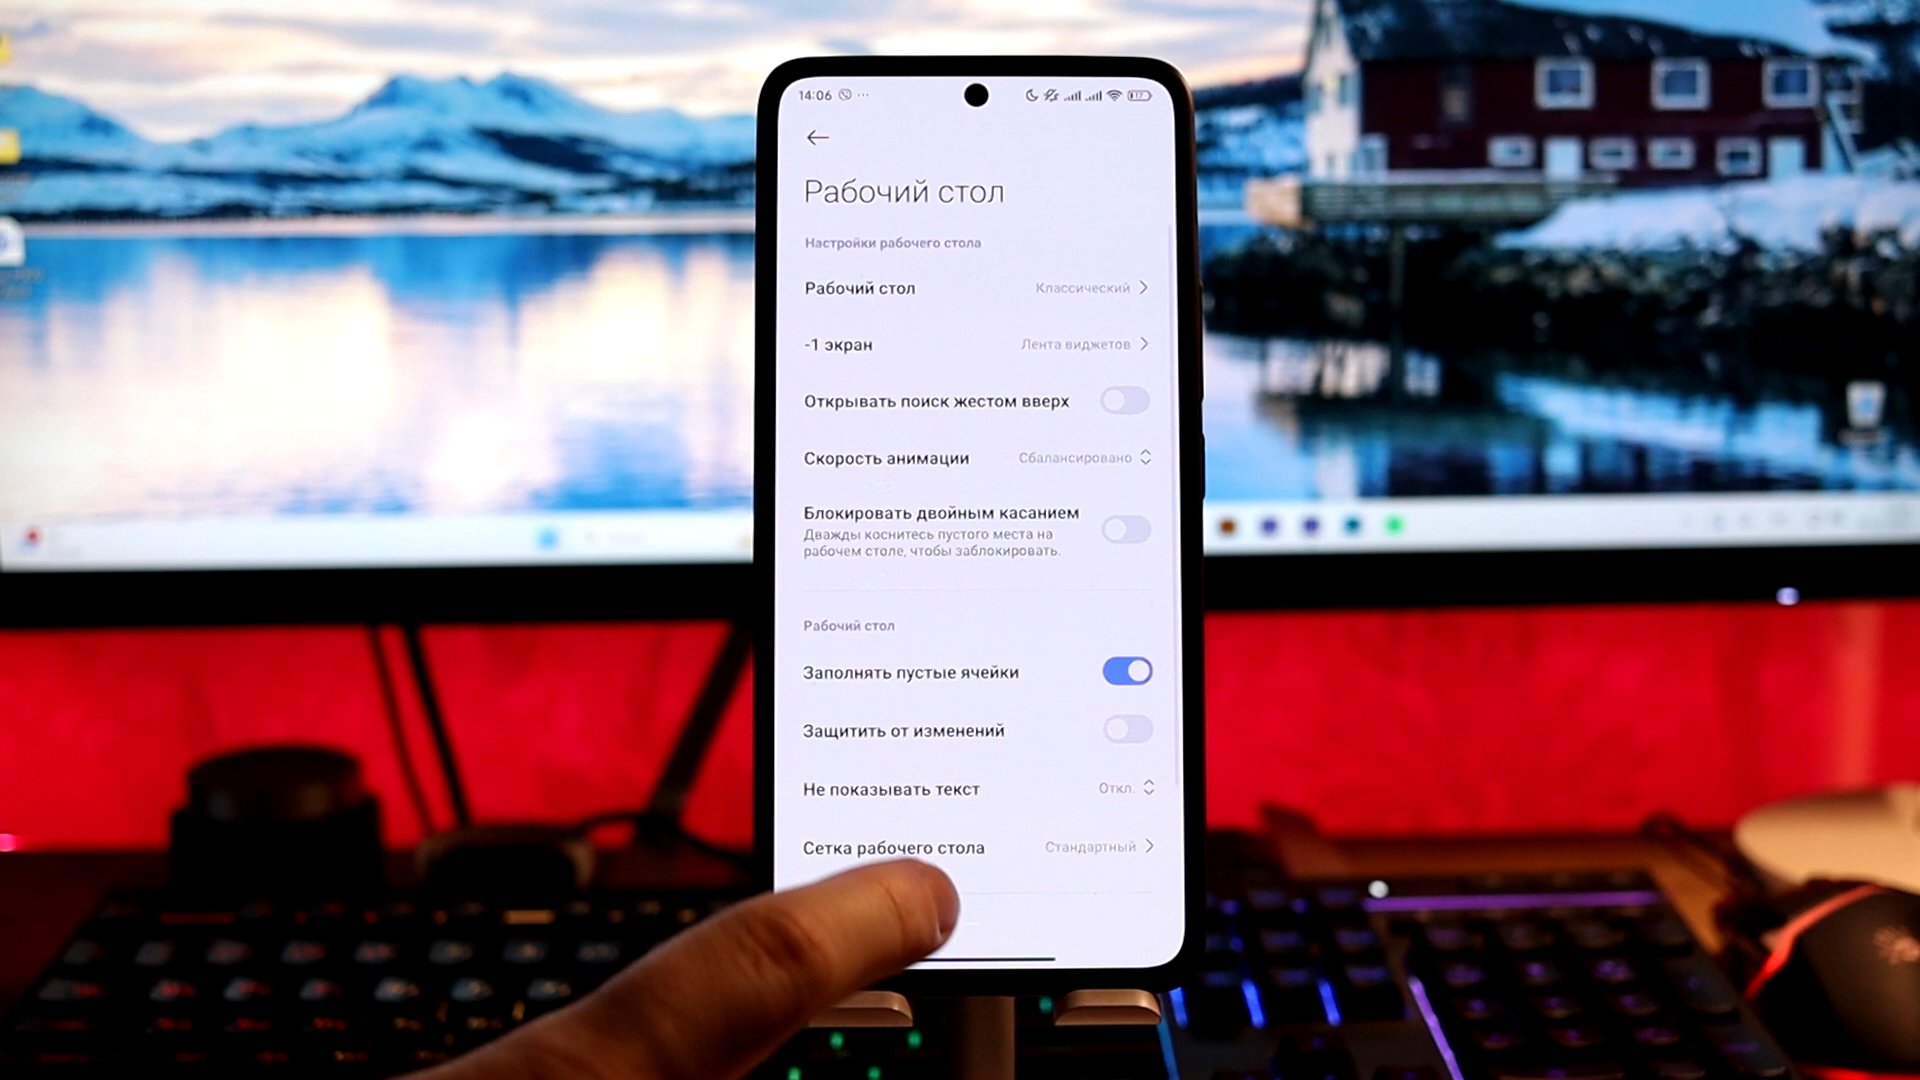 14:06 ...
17
Рабочий стол
Настройки рабочего стола
Рабочий стол Классический
-1 экран Лента виджетов
Открывать поиск жестом вверх
Скорость анимации Сбалансировано
Блокировать двойным касанием
Дважды коснитесь пустого места на
рабочем столе, чтобы заблокировать.
Рабочий стол
Заполнять пустые ячейки
Защитить от изменений
Не показывать текст Откл.
Сетка рабочего стола Стандартный